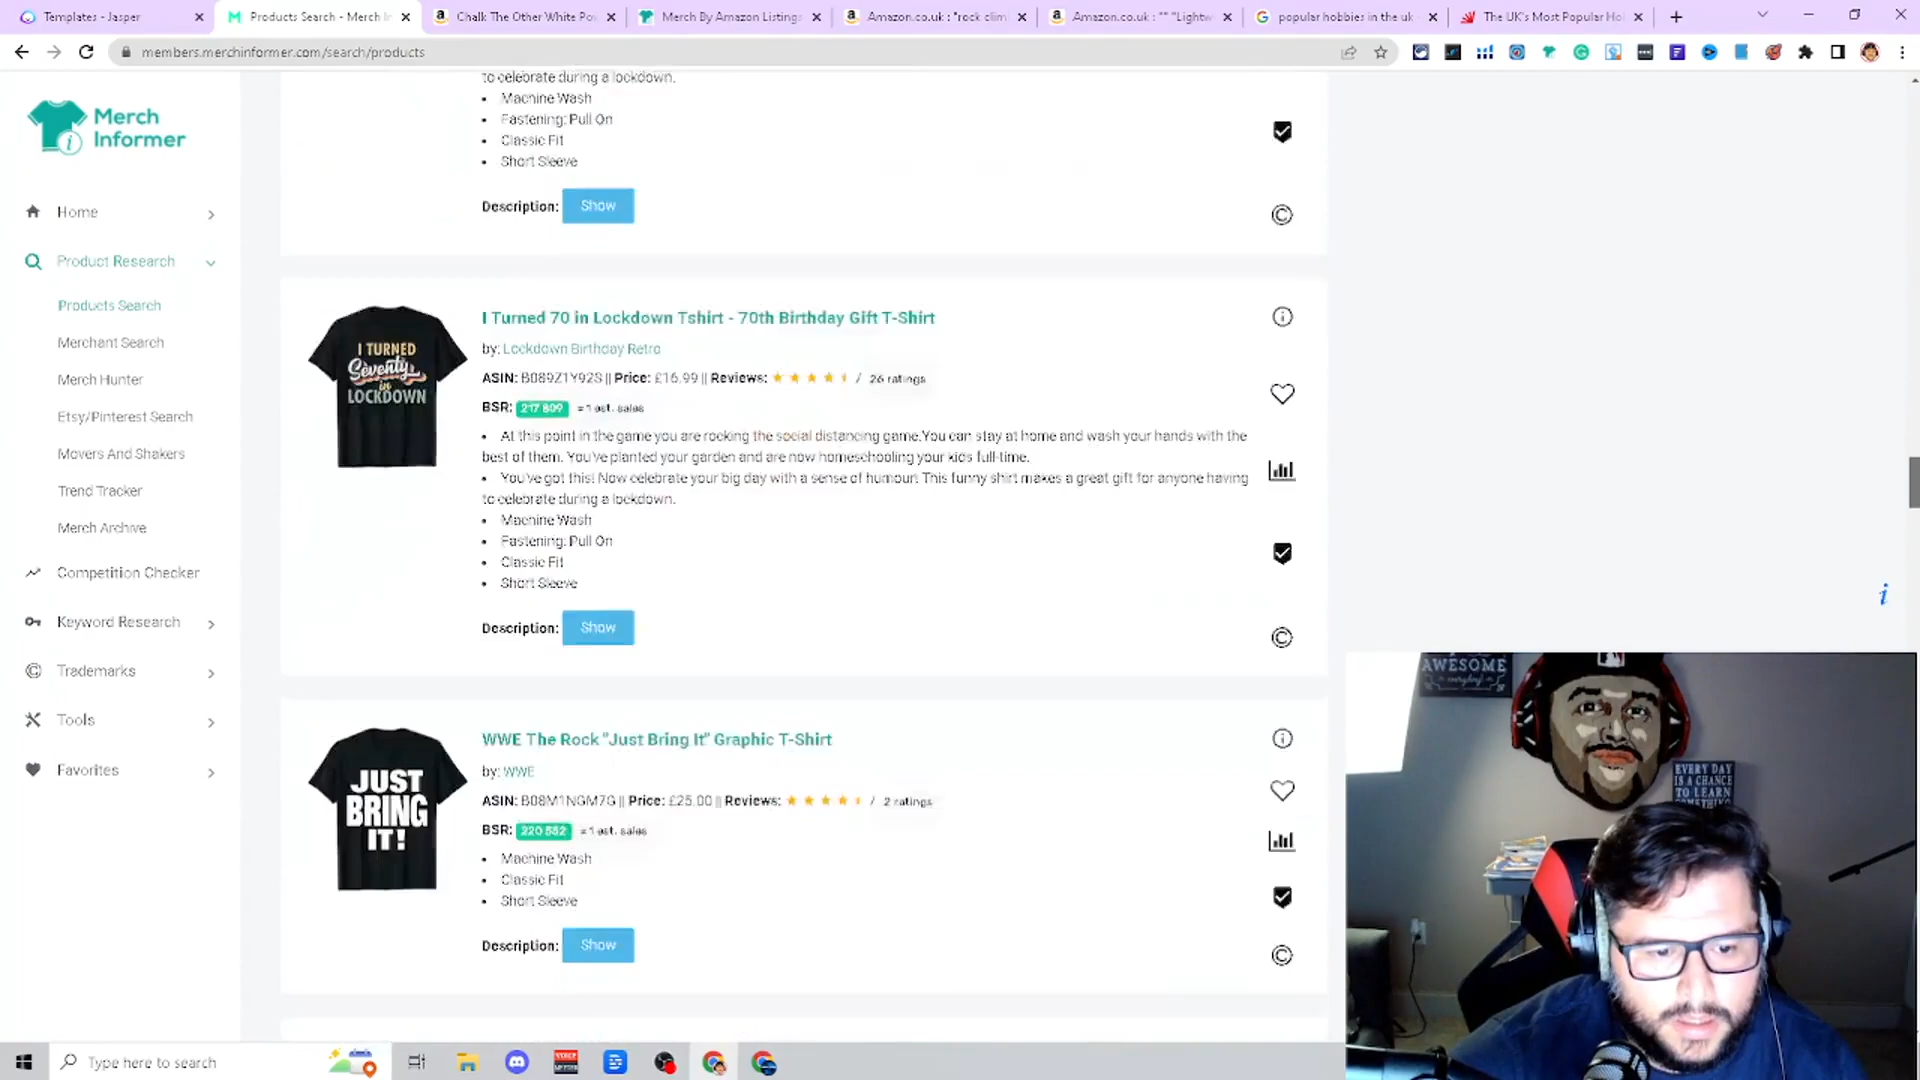 Templates - Jasper
Products Search - Merch In
Chalk The Other White Po
Merch By Amazon Listings
Amazon.co.uk : "rock clim
Amazon.co.uk : "" "Lightw
popular hobbies in the uk
The UK's Most Popular Ho
members.merchinformer.com/search/products
Merch
Informer
Home
Product Research
Products Search
Merchant Search
Merch Hunter
Etsy/Pinterest Search
Movers And Shakers
Trend Tracker
Merch Archive
Competition Checker
Keyword Research
Trademarks
Tools
Favorites
to celebrate during a lockdown.
• Machine Wash
• Fastening: Pull On
• Classic Fit
• Short Sleeve
Description: Show
I TURNED
Seventy
in
LOCKDOWN
I Turned 70 in Lockdown Tshirt - 70th Birthday Gift T-Shirt
by: Lockdown Birthday Retro
ASIN: B089Z1Y92S || Price: £16.99 || Reviews: / 26 ratings
BSR: 217 809 = 1 est. sales
• At this point in the game you are rocking the social distancing game.You can stay at home and wash your hands with the
best of them. You've planted your garden and are now homeschooling your kids full-time.
• You've got this! Now celebrate your big day with a sense of humour! This funny shirt makes a great gift for anyone having
to celebrate during a lockdown.
• Machine Wash
• Fastening: Pull On
• Classic Fit
• Short Sleeve
Description: Show
JUST
BRING
IT!
WWE The Rock "Just Bring It" Graphic T-Shirt
by: WWE
ASIN: B08M1NGM7G || Price: £25.00 || Reviews: / 2 ratings
BSR: 220 582 = 1 est. sales
• Machine Wash
• Classic Fit
• Short Sleeve
Description: Show
AWESOME
everyday
EVERY DAY
IS A CHANCE
TO LEARN
SOMETHING
Type here to search